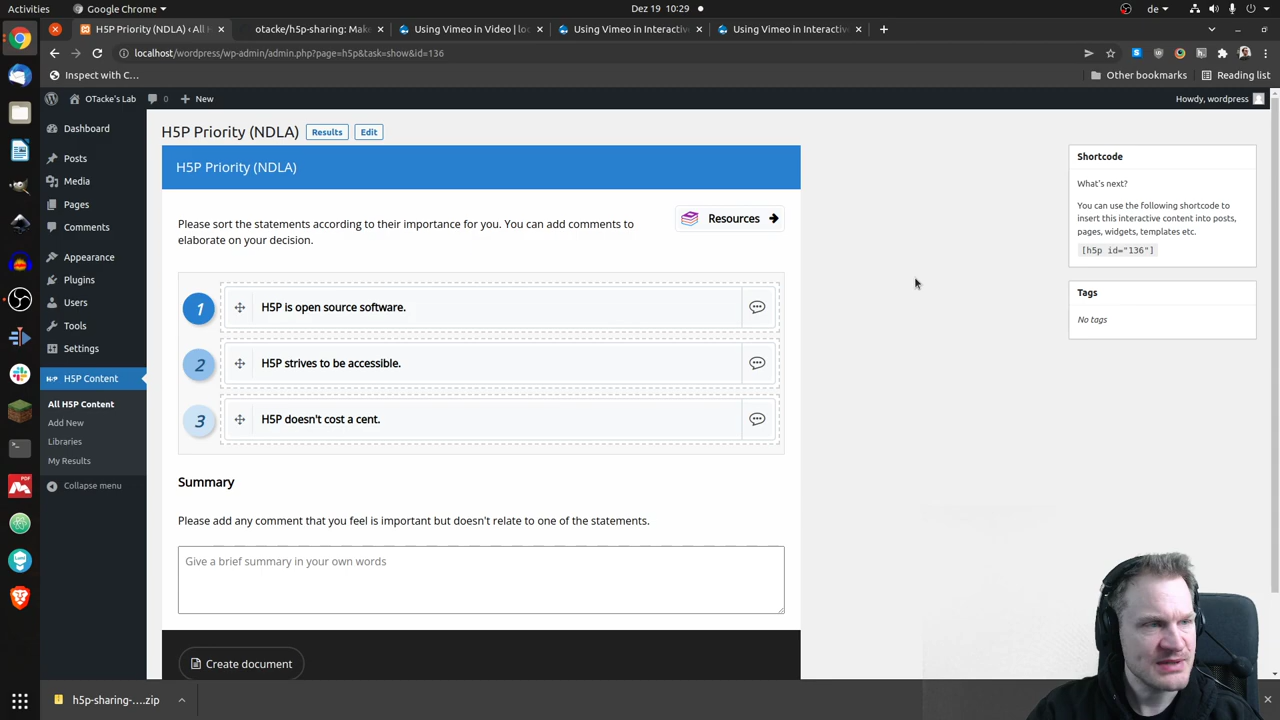 Activities
Google Chrome
Dez 19 10:29
de
H5P Priority (NDLA) ‹ All H
otacke/h5p-sharing: Make
Using Vimeo in Video | loc
Using Vimeo in Interactive
Using Vimeo in Interactive
localhost/wordpress/wp-admin/admin.php?page=h5p&task=show&id=136
Inspect with C…
Other bookmarks
Reading list
OTacke's Lab
0
New
Howdy, wordpress
Dashboard
Posts
Media
Pages
Comments
Appearance
Plugins
Users
Tools
Settings
H5P Content
All H5P Content
Add New
Libraries
My Results
Collapse menu
H5P Priority (NDLA)
Results
Edit
H5P Priority (NDLA)
Please sort the statements according to their importance for you. You can add comments to
elaborate on your decision.
Resources
1
H5P is open source software.
2
H5P strives to be accessible.
3
H5P doesn't cost a cent.
Summary
Please add any comment that you feel is important but doesn't relate to one of the statements.
Give a brief summary in your own words
Create document
Shortcode
What's next?
You can use the following shortcode to
insert this interactive content into posts,
pages, widgets, templates etc.
[h5p id="136"]
Tags
No tags
h5p-sharing-....zip